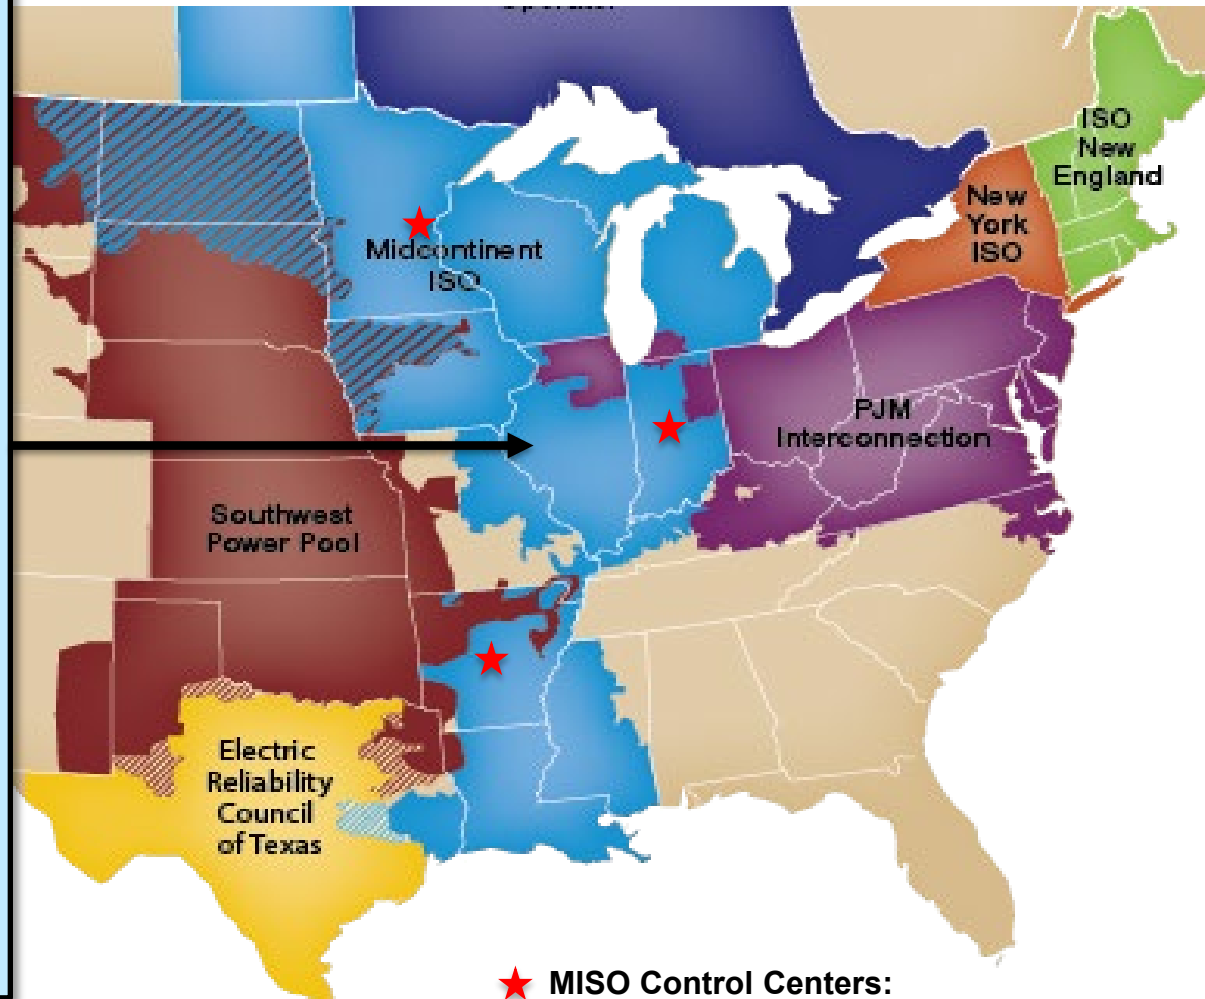 ISO
New
England
New
York
ISO
Midcontinent
ISO
PJM
Interconnection
Southwest
Power Pool
Electric
Reliability
Council
of Texas
MISO Control Centers: